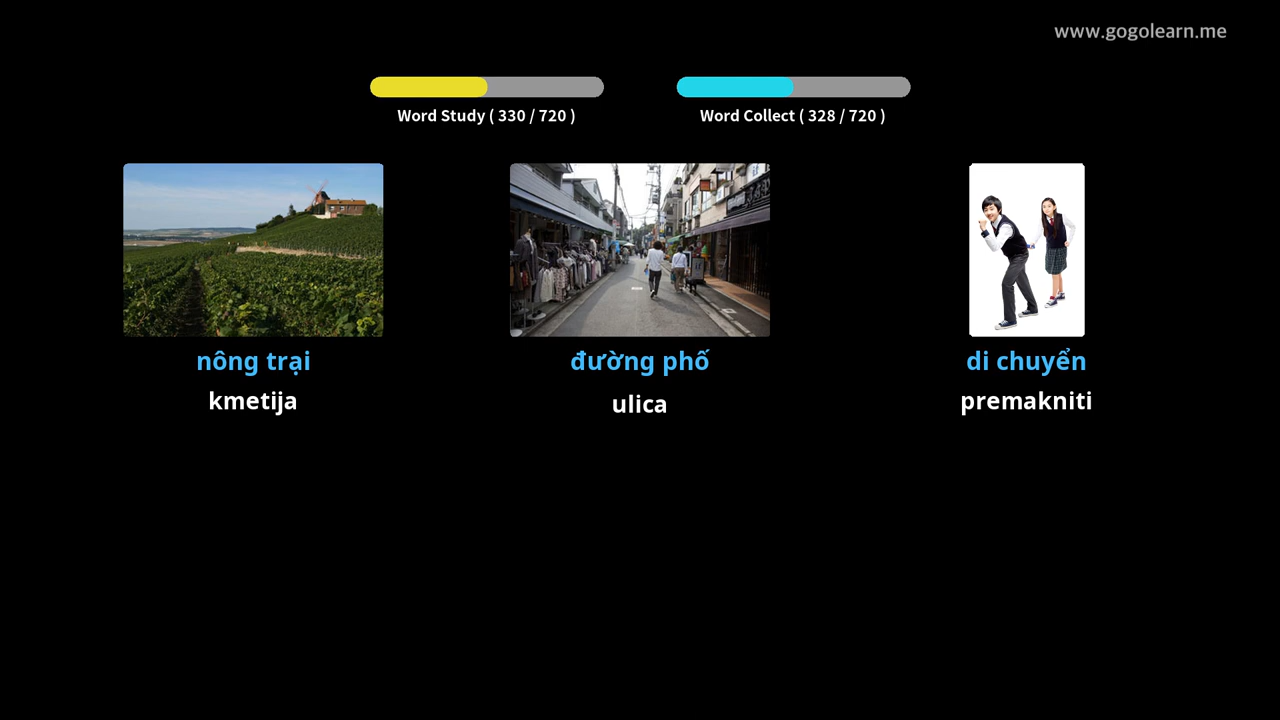 www.gogolearn.me
Word Study ( 330 / 720 )
Word Collect ( 328 / 720 )
nông trại
kmetija
đường phố
ulica
di chuyển
premakniti